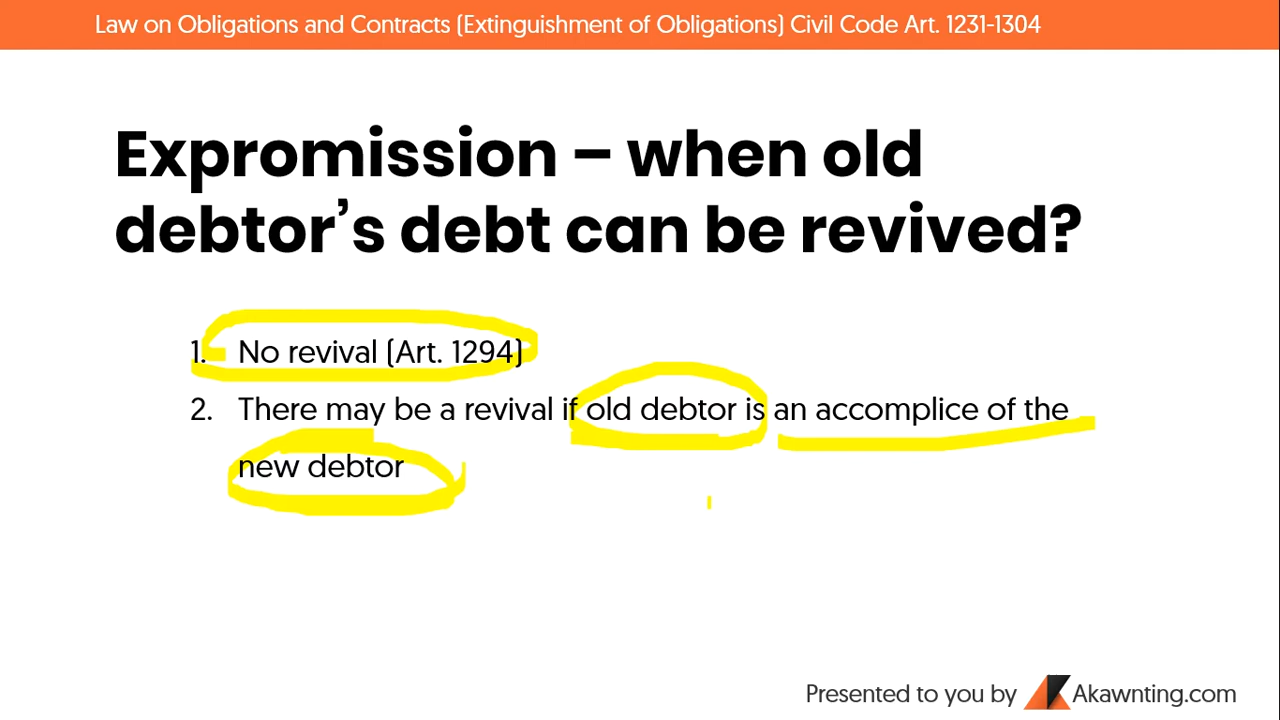 Law on Obligations and Contracts (Extinguishment of Obligations) Civil Code Art. 1231-1304
Expromission – when old
debtor's debt can be revived?
1. No revival (Art. 1294)
2. There may be a revival if old debtor is an accomplice of the
new debtor
Presented to you by Akawnting.com